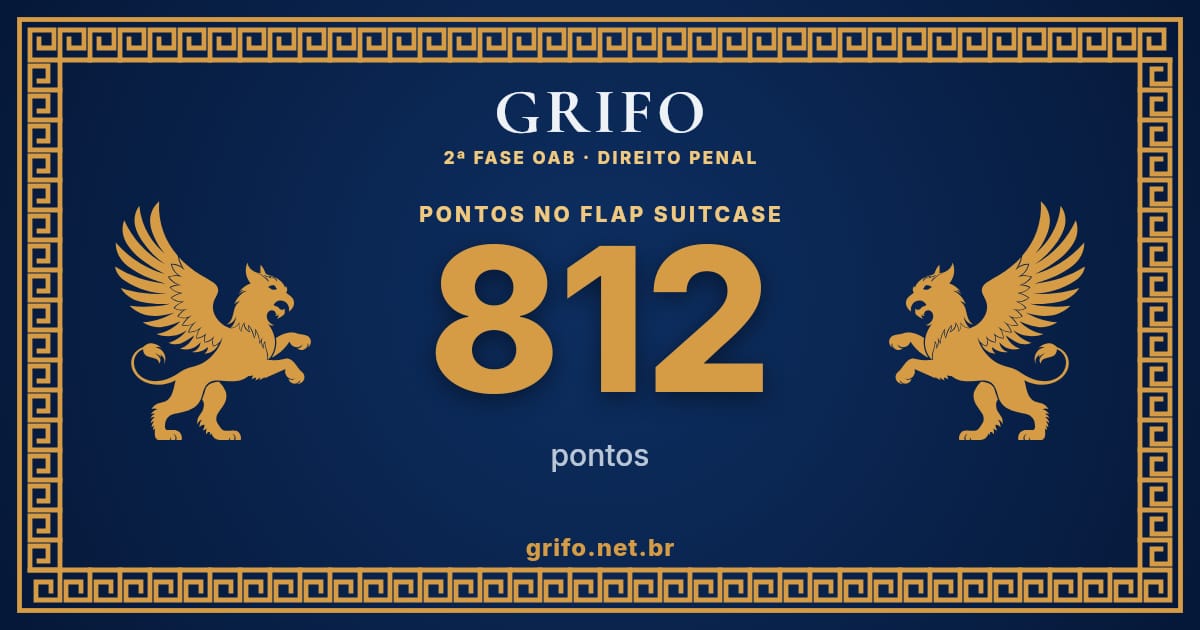 GRIFO
2ª FASE OAB · DIREITO PENAL
PONTOS NO FLAP SUITCASE
812
pontos
grifo.net.br